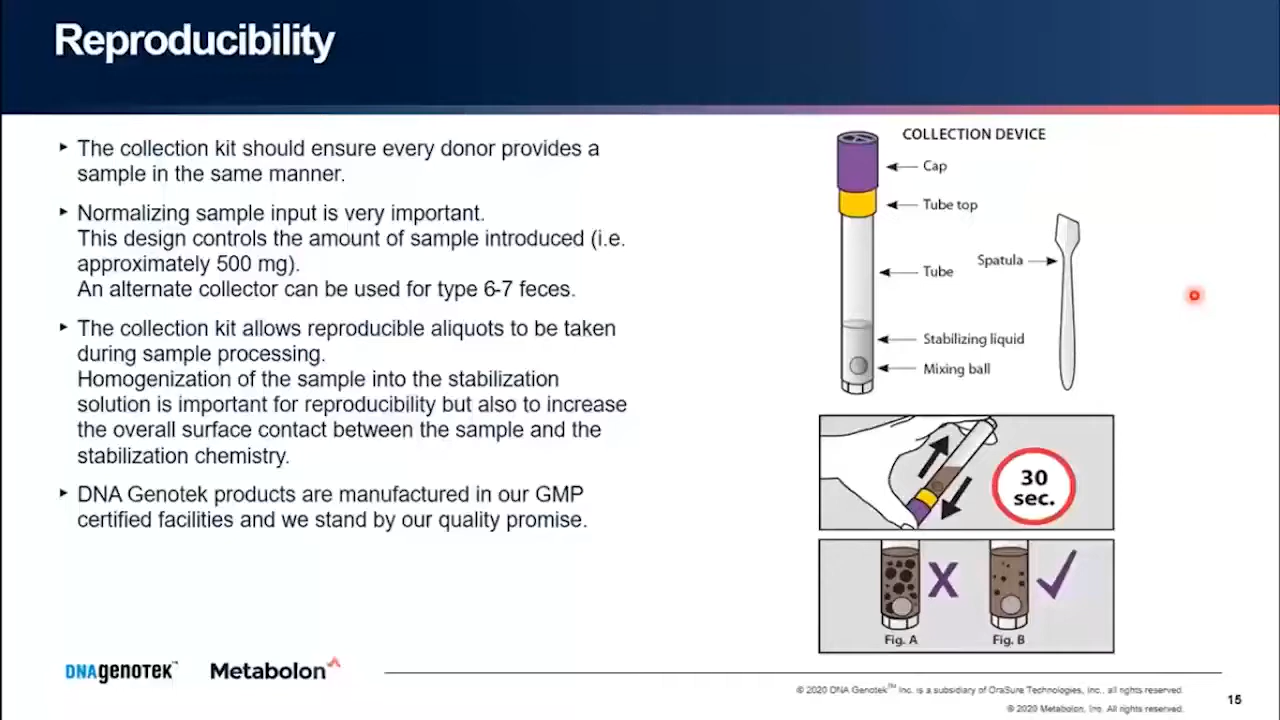 Reproducibility
‣ The collection kit should ensure every donor provides a
sample in the same manner.
‣ Normalizing sample input is very important.
This design controls the amount of sample introduced (i.e.
approximately 500 mg).
An alternate collector can be used for type 6-7 feces.
‣ The collection kit allows reproducible aliquots to be taken
during sample processing.
Homogenization of the sample into the stabilization
solution is important for reproducibility but also to increase
the overall surface contact between the sample and the
stabilization chemistry.
‣ DNA Genotek products are manufactured in our GMP
certified facilities and we stand by our quality promise.
COLLECTION DEVICE
Cap
Tube top
Spatula
Tube
Stabilizing liquid
Mixing ball
30
sec.
X
Fig. A
Fig. B
DNAgenotek™
Metabolon
© 2020 DNA Genotek™ Inc. is a subsidiary of OraSure Technologies, Inc., all rights reserved.
© 2020 Metabolon, Inc. All rights reserved.
15